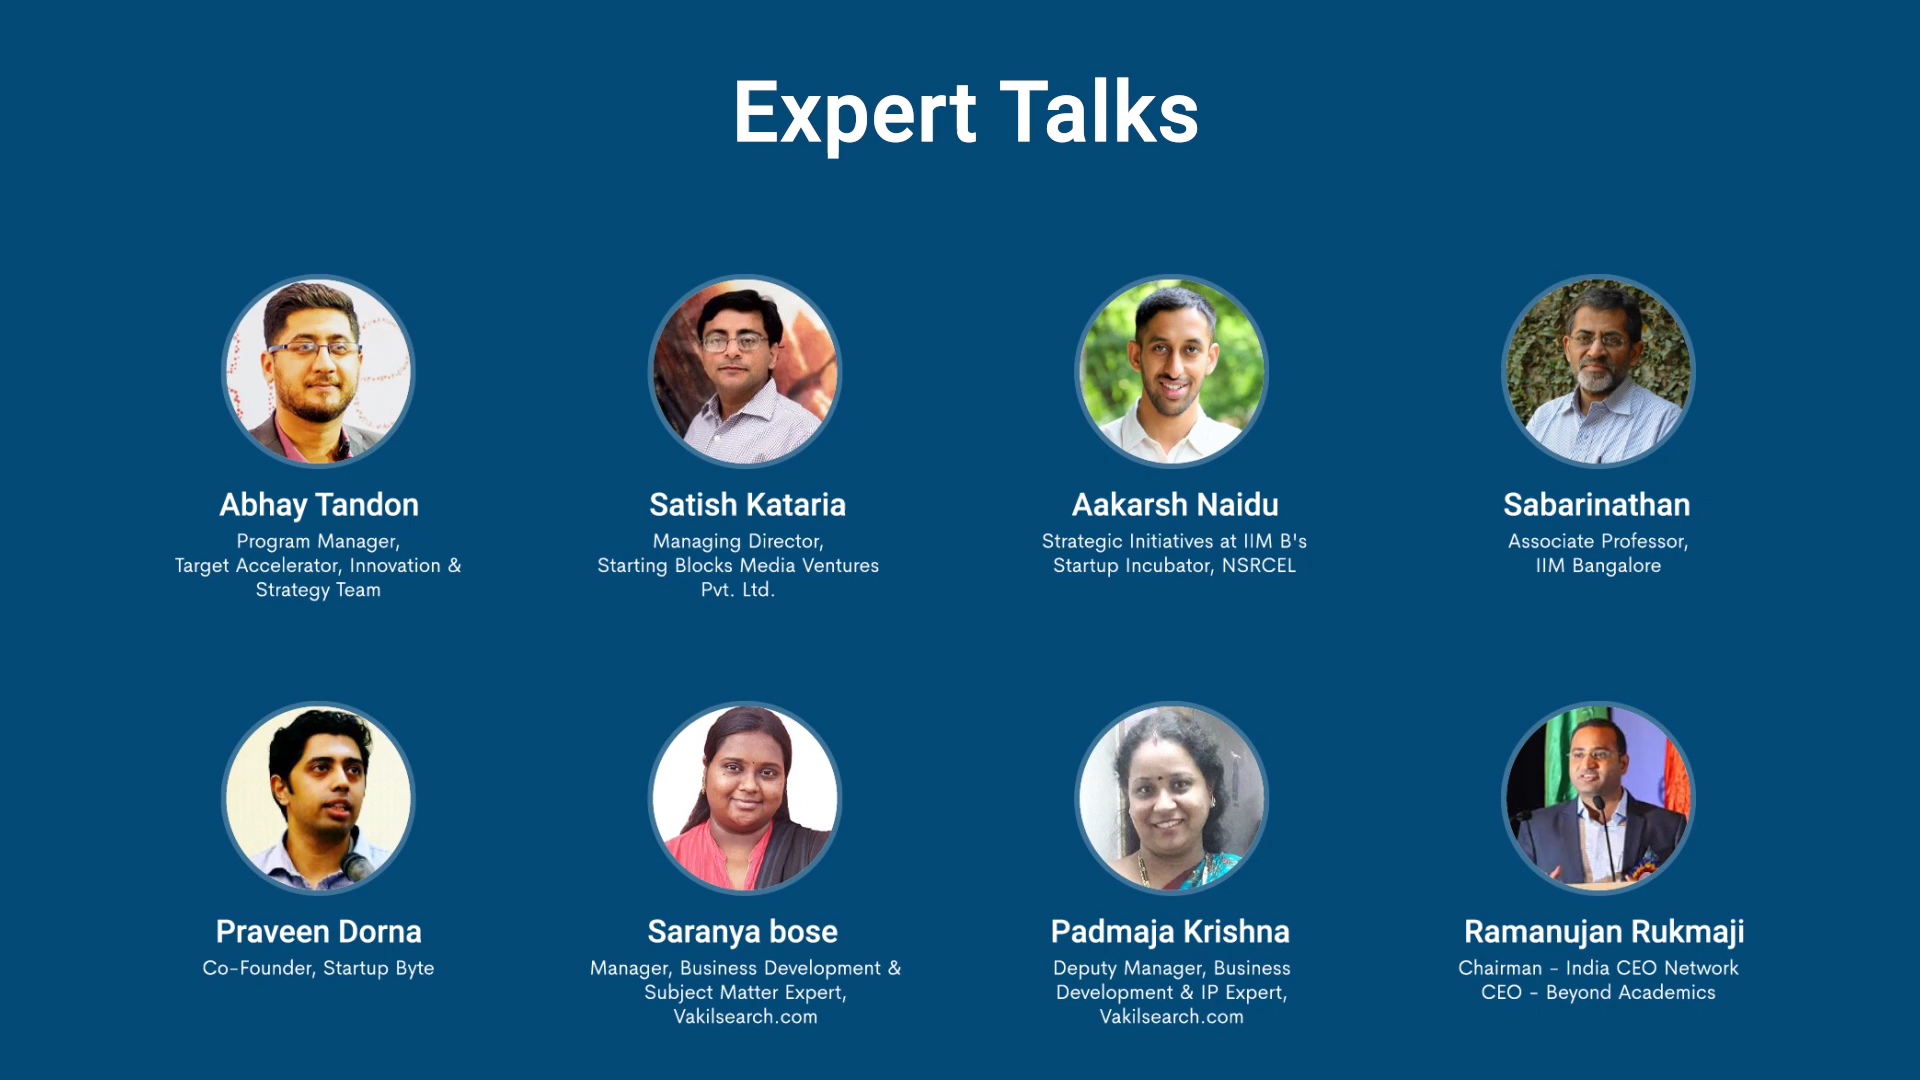 Expert Talks
Abhay Tandon
Program Manager,
Target Accelerator, Innovation &
Strategy Team
Satish Kataria
Managing Director,
Starting Blocks Media Ventures
Pvt. Ltd.
Aakarsh Naidu
Strategic Initiatives at IIM B's
Startup Incubator, NSRCEL
Sabarinathan
Associate Professor,
IIM Bangalore
Praveen Dorna
Co-Founder, Startup Byte
Saranya bose
Manager, Business Development &
Subject Matter Expert,
Vakilsearch.com
Padmaja Krishna
Deputy Manager, Business
Development & IP Expert,
Vakilsearch.com
Ramanujan Rukmaji
Chairman - India CEO Network
CEO - Beyond Academics